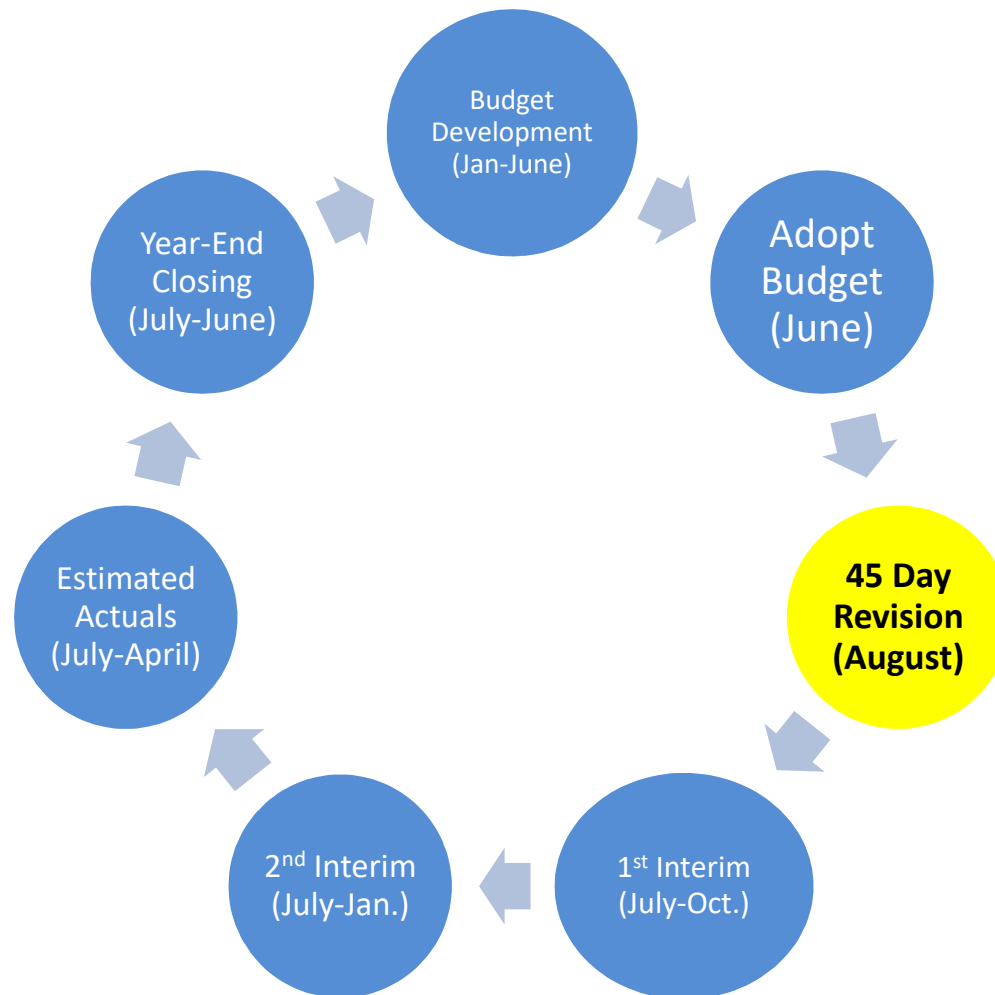 Budget
Development
(Jan-June)
Adopt
Budget
(June)
45 Day
Revision
(August)
1st Interim
(July-Oct.)
2nd Interim
(July-Jan.)
Estimated
Actuals
(July-April)
Year-End
Closing
(July-June)